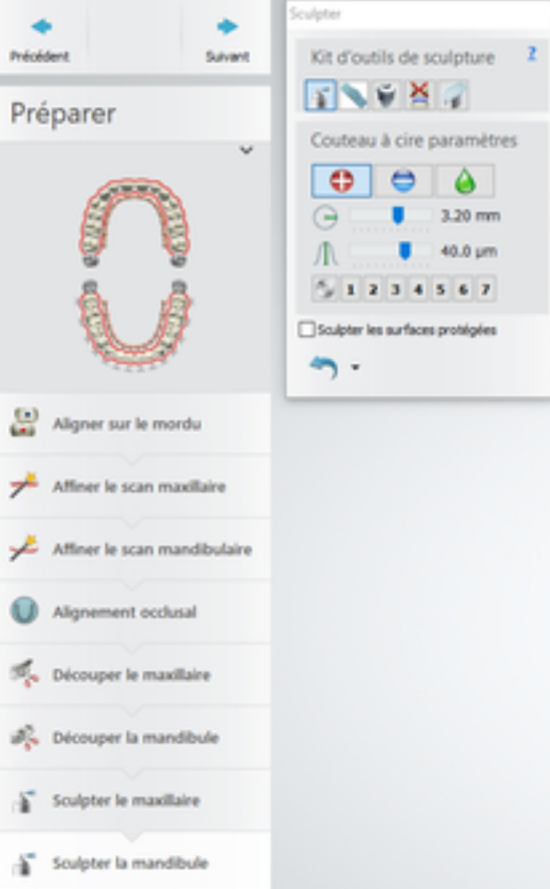 Précédent
Suivant
Préparer
Aligner sur le mordu
Affiner le scan maxillaire
Affiner le scan mandibulaire
Alignement occlusal
Découper le maxillaire
Découper la mandibule
Sculpter le maxillaire
Sculpter la mandibule
Sculpter
Kit d'outils de sculpture ?
Couteau à cire paramètres
3.20 mm
40.0 µm
1 2 3 4 5 6 7
Sculpter les surfaces protégées